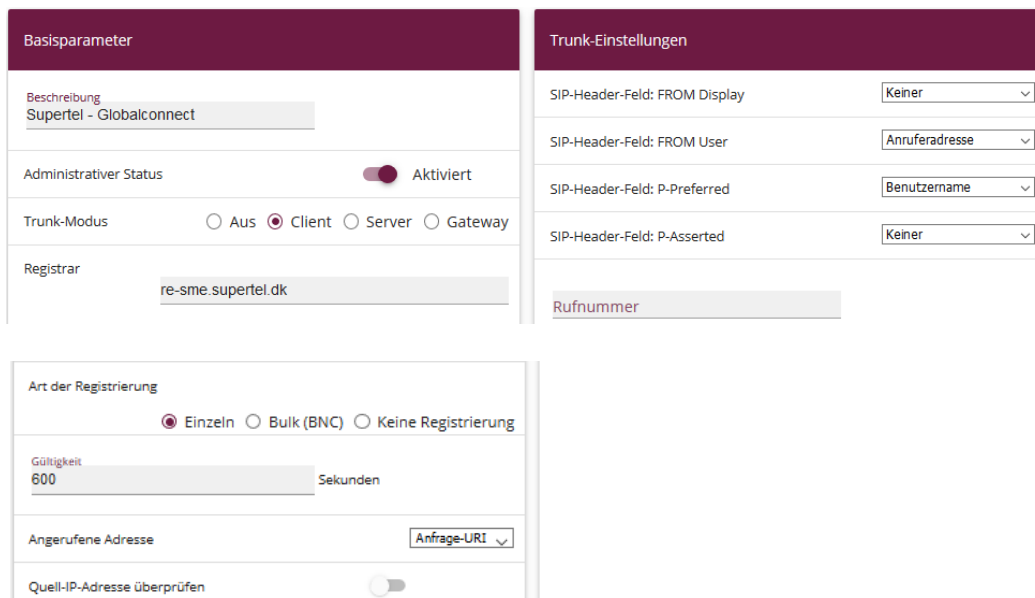 Basisparameter
Beschreibung
Supertel - Globalconnect
Administrativer Status Aktiviert
Trunk-Modus Aus Client Server Gateway
Registrar
re-sme.supertel.dk
Trunk-Einstellungen
SIP-Header-Feld: FROM Display Keiner
SIP-Header-Feld: FROM User Anruferadresse
SIP-Header-Feld: P-Preferred Benutzername
SIP-Header-Feld: P-Asserted Keiner
Rufnummer
Art der Registrierung
Einzeln Bulk (BNC) Keine Registrierung
Gültigkeit
600 Sekunden
Angerufene Adresse Anfrage-URI
Quell-IP-Adresse überprüfen